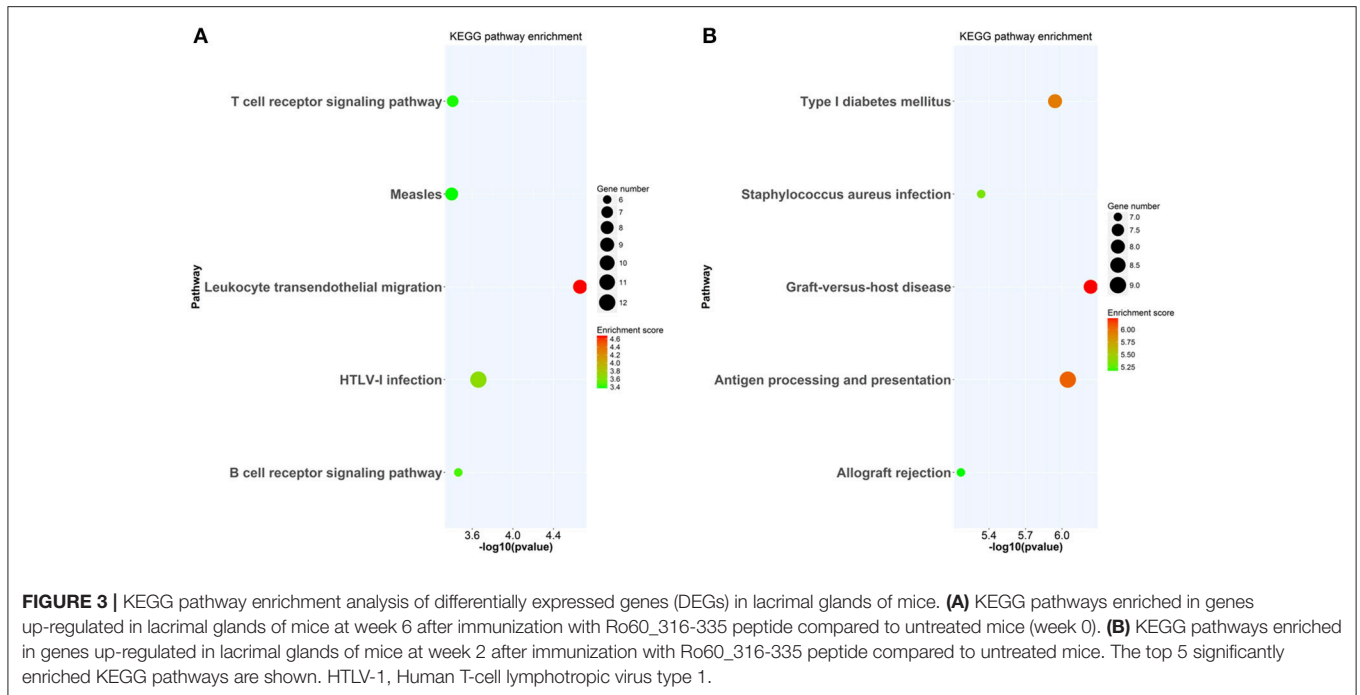 A
KEGG pathway enrichment
T cell receptor signaling pathway
Measles
Leukocyte transendothelial migration
HTLV-I infection
B cell receptor signaling pathway
Pathway
3.6 4.0 4.4
-log10(pvalue)
Gene number
6
7
8
9
10
11
12
Enrichment score
4.6
4.4
4.2
4.0
3.8
3.6
3.4
B
KEGG pathway enrichment
Type I diabetes mellitus
Staphylococcus aureus infection
Graft-versus-host disease
Antigen processing and presentation
Allograft rejection
Pathway
5.4 5.7 6.0
-log10(pvalue)
Gene number
7.0
7.5
8.0
8.5
9.0
Enrichment score
6.00
5.75
5.50
5.25
FIGURE 3 | KEGG pathway enrichment analysis of differentially expressed genes (DEGs) in lacrimal glands of mice. (A) KEGG pathways enriched in genes
up-regulated in lacrimal glands of mice at week 6 after immunization with Ro60_316-335 peptide compared to untreated mice (week 0). (B) KEGG pathways enriched
in genes up-regulated in lacrimal glands of mice at week 2 after immunization with Ro60_316-335 peptide compared to untreated mice. The top 5 significantly
enriched KEGG pathways are shown. HTLV-1, Human T-cell lymphotropic virus type 1.